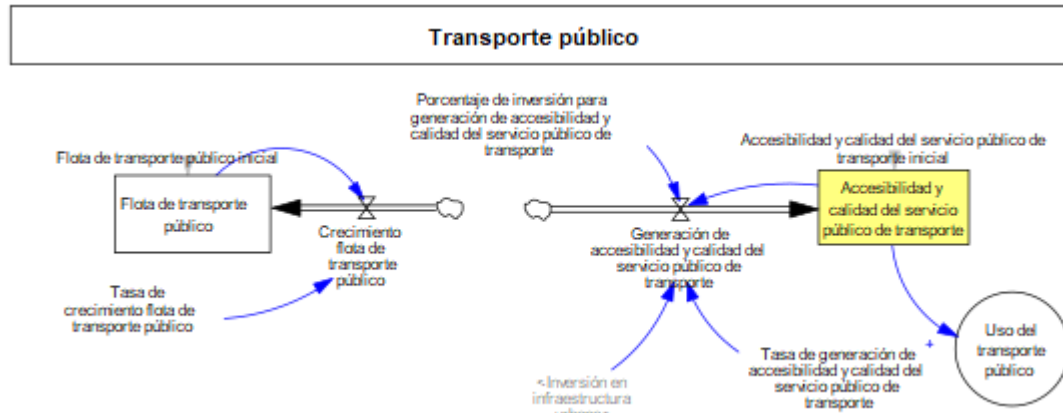 Transporte público
Porcentaje de inversión para
generación de accesibilidad y
calidad del servicio público de
transporte
Flota de transporte público inicial
Accesibilidad y calidad del servicio público de
transporte inicial
Flota de transporte
público
Accesibilidad y
calidad del servicio
público de transporte
Crecimiento
flota de
transporte
público
Generación de
accesibilidad y calidad del
servicio público de
transporte
Tasa de
crecimiento flota de
transporte público
Uso del
transporte
público
+
Tasa de generación de
accesibilidad y calidad del
servicio público de
transporte
<Inversión en
infraestructura